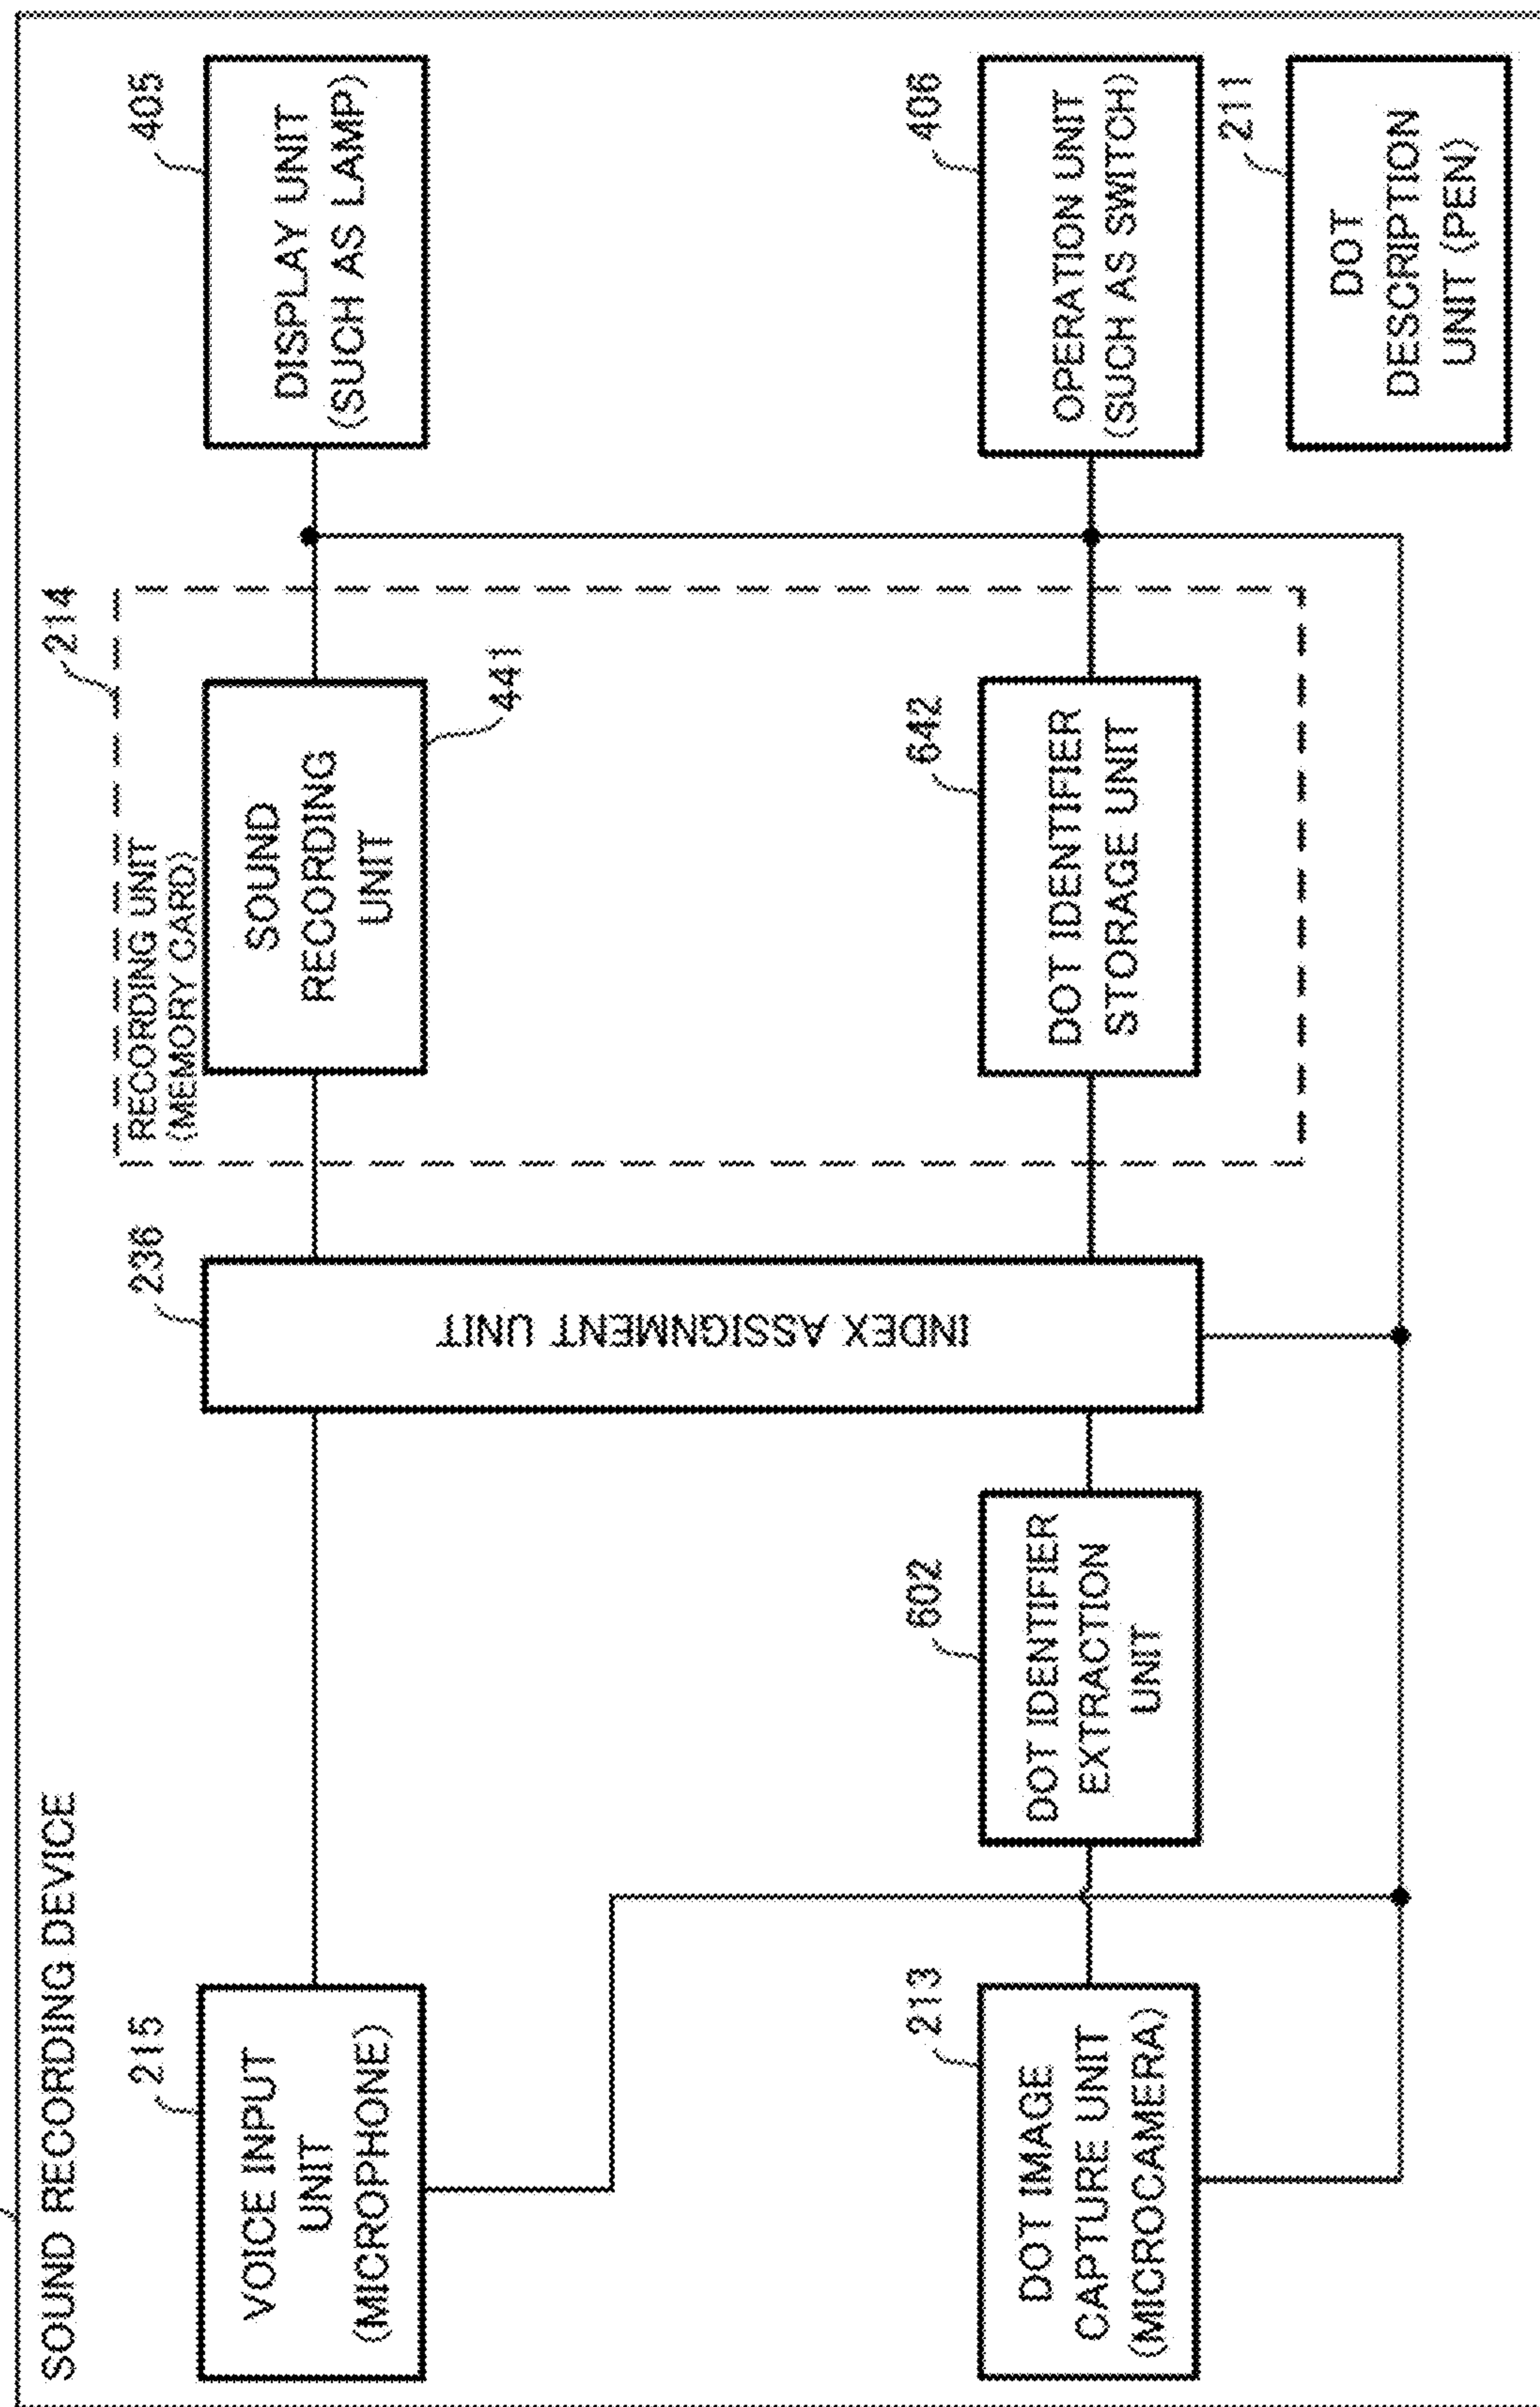 SOUND RECORDING DEVICE
215
VOICE INPUT
UNIT
(MICROPHONE)
213
DOT IMAGE
CAPTURE UNIT
(MICROCAMERA)
602
DOT IDENTIFIER
EXTRACTION
UNIT
236
INDEX ASSIGNMENT UNIT
214
RECORDING UNIT
(MEMORY CARD)
SOUND
RECORDING
UNIT
441
642
DOT IDENTIFIER
STORAGE UNIT
405
DISPLAY UNIT
(SUCH AS LAMP)
406
OPERATION UNIT
(SUCH AS SWITCH)
211
DOT
DESCRIPTION
UNIT (PEN)